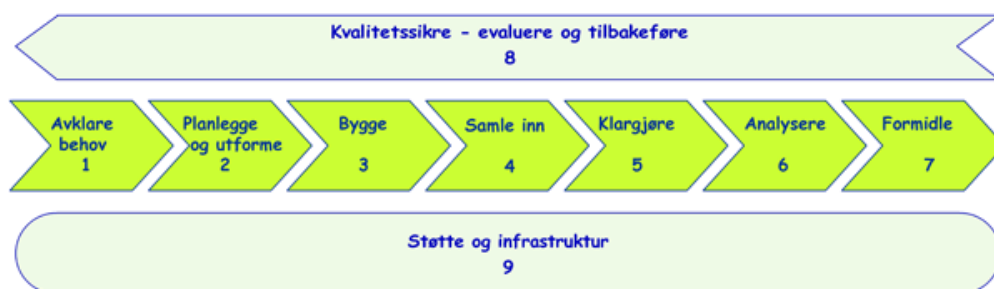 Kvalitetssikre - evaluere og tilbakeføre
8
Avklare
behov
1
Planlegge
og utforme
2
Bygge
3
Samle inn
4
Klargjøre
5
Analysere
6
Formidle
7
Støtte og infrastruktur
9